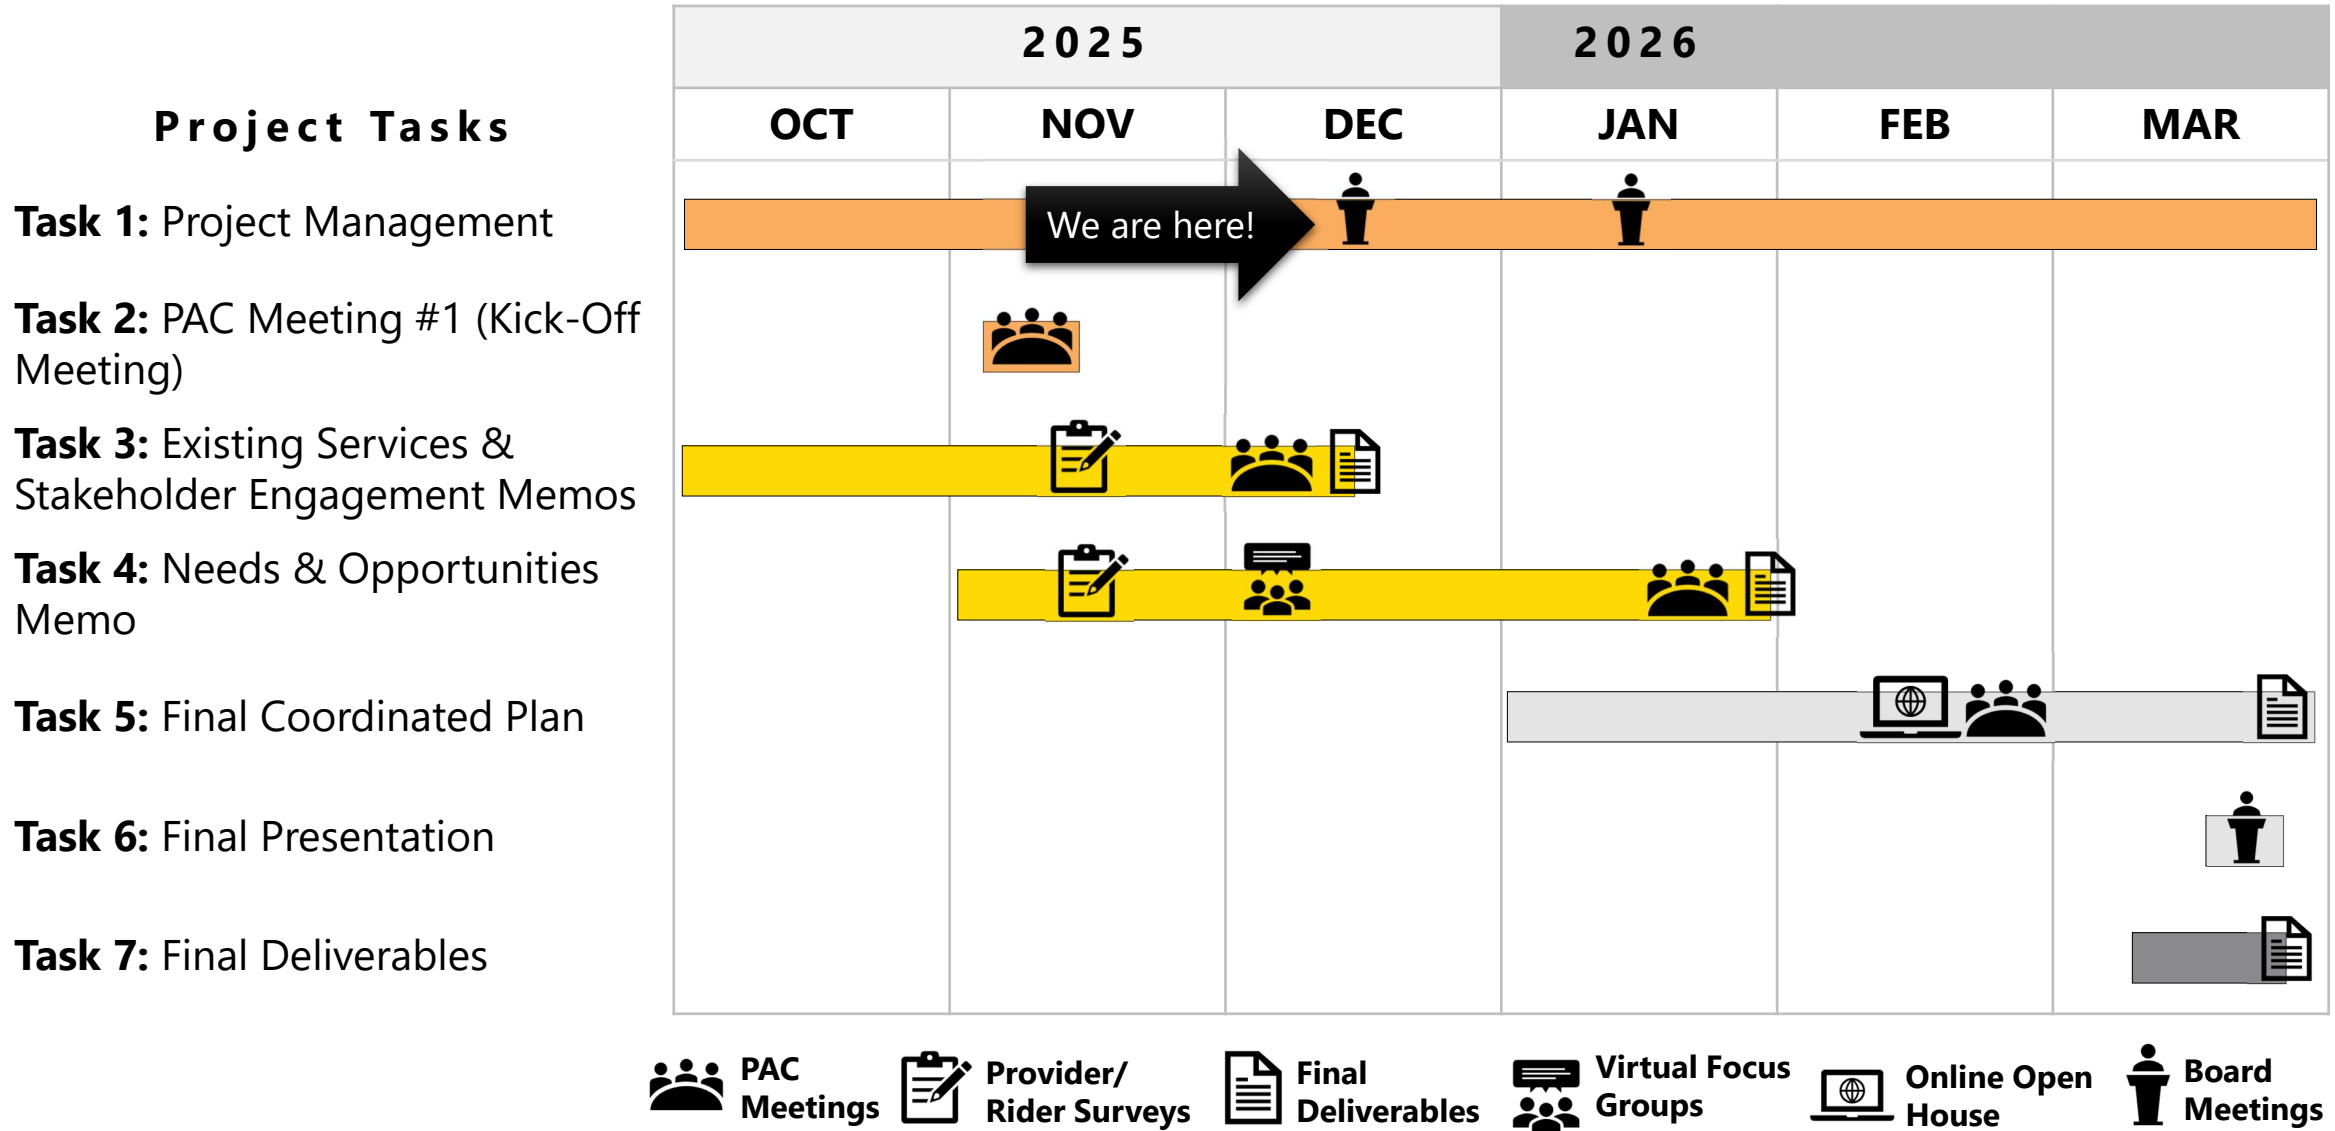 2025
2026
Project Tasks
OCT
NOV
DEC
JAN
FEB
MAR
Task 1: Project Management
We are here!
Task 2: PAC Meeting #1 (Kick-Off
Meeting)
Task 3: Existing Services &
Stakeholder Engagement Memos
Task 4: Needs & Opportunities
Memo
Task 5: Final Coordinated Plan
Task 6: Final Presentation
Task 7: Final Deliverables
PAC
Meetings
Provider/
Rider Surveys
Final
Deliverables
Virtual Focus
Groups
Online Open
House
Board
Meetings